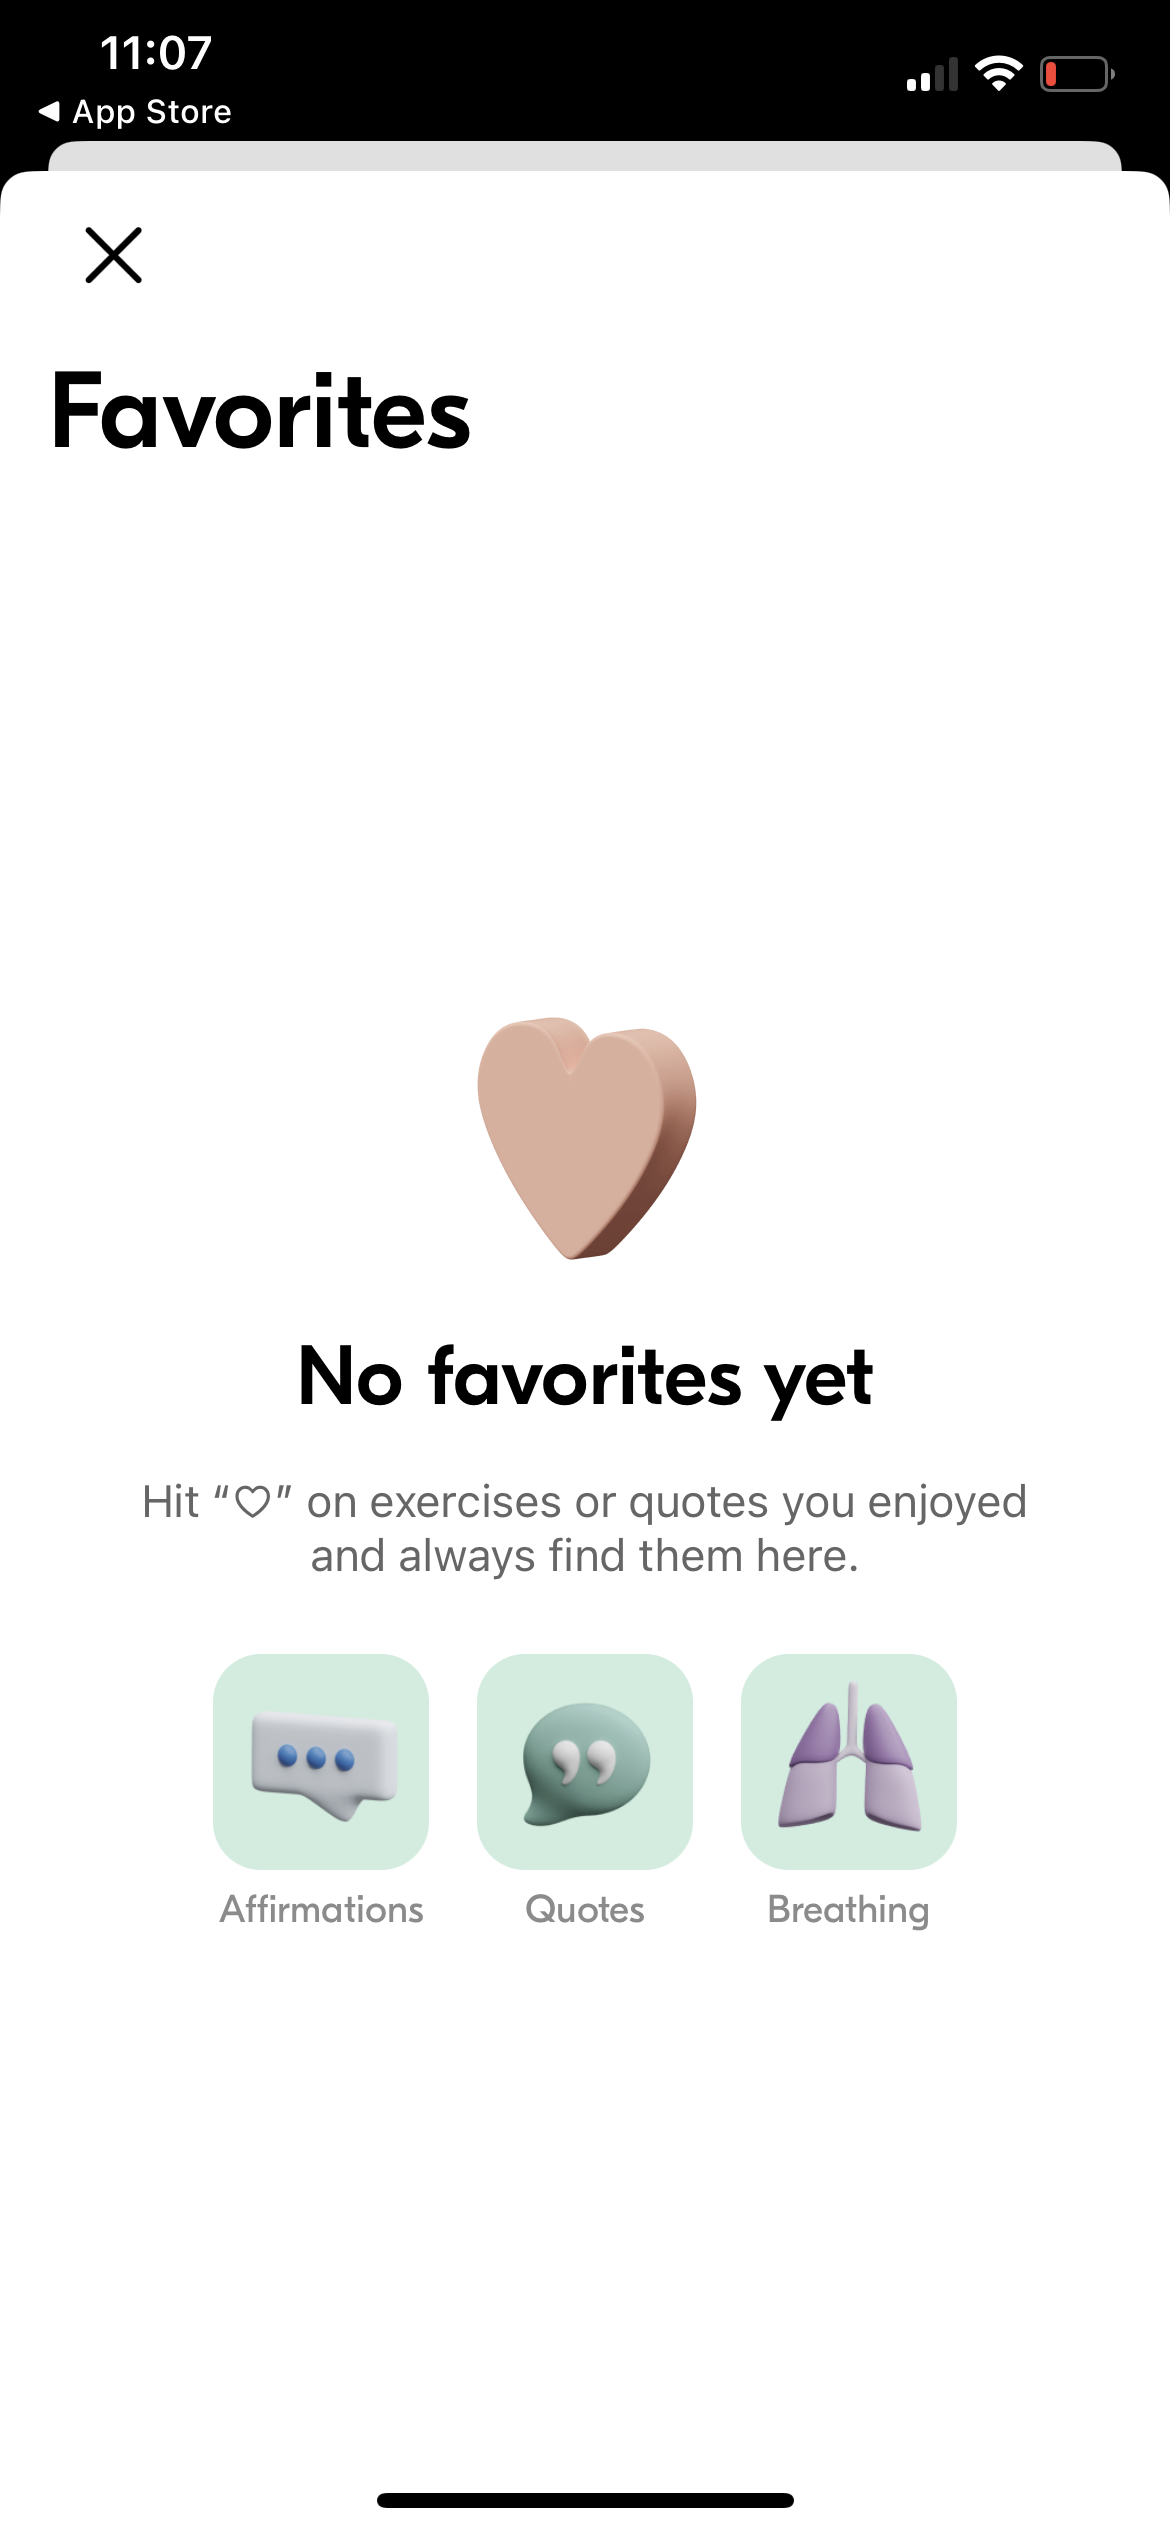 11:07
App Store
Favorites
No favorites yet
Hit “♡” on exercises or quotes you enjoyed
and always find them here.
Affirmations
Quotes
Breathing